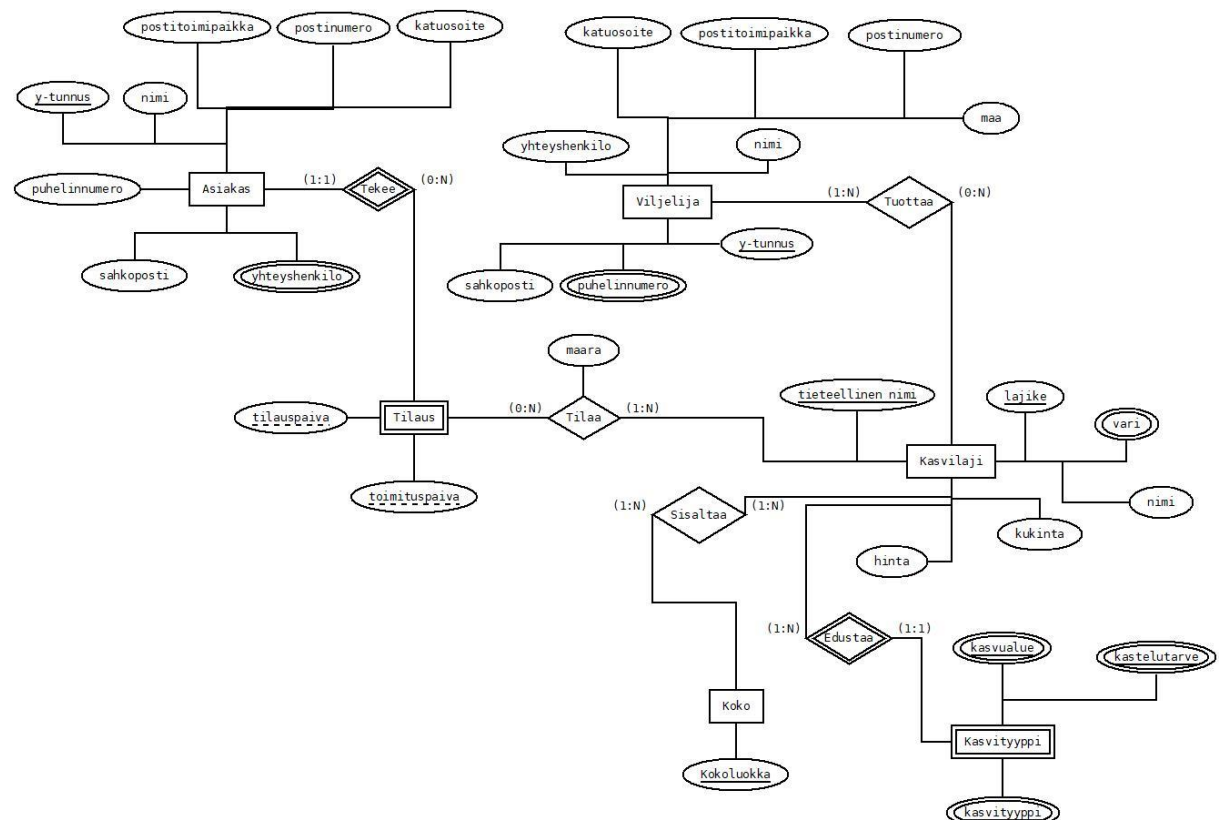 postitoimipaikka
postinumero
katuosoite
katuosoite
postitoimipaikka
postinumero
y-tunnus
nimi
maa
yhteyshenkilo
nimi
puhelinnumero
Asiakas
(1:1)
Tekee
(0:N)
Viljelija
(1:N)
Tuottaa
(0:N)
y-tunnus
sahkoposti
yhteyshenkilo
sahkoposti
puhelinnumero
maara
tilauspaiva
Tilaus
(0:N)
Tilaa
(1:N)
tieteellinen nimi
lajike
vari
Kasvilaji
toimituspaiva
nimi
(1:N)
Sisaltaa
(1:N)
kukinta
hinta
(1:N)
Edustaa
(1:1)
kasvualue
kastelutarve
Koko
Kasvityyppi
Kokoluokka
kasvityyppi